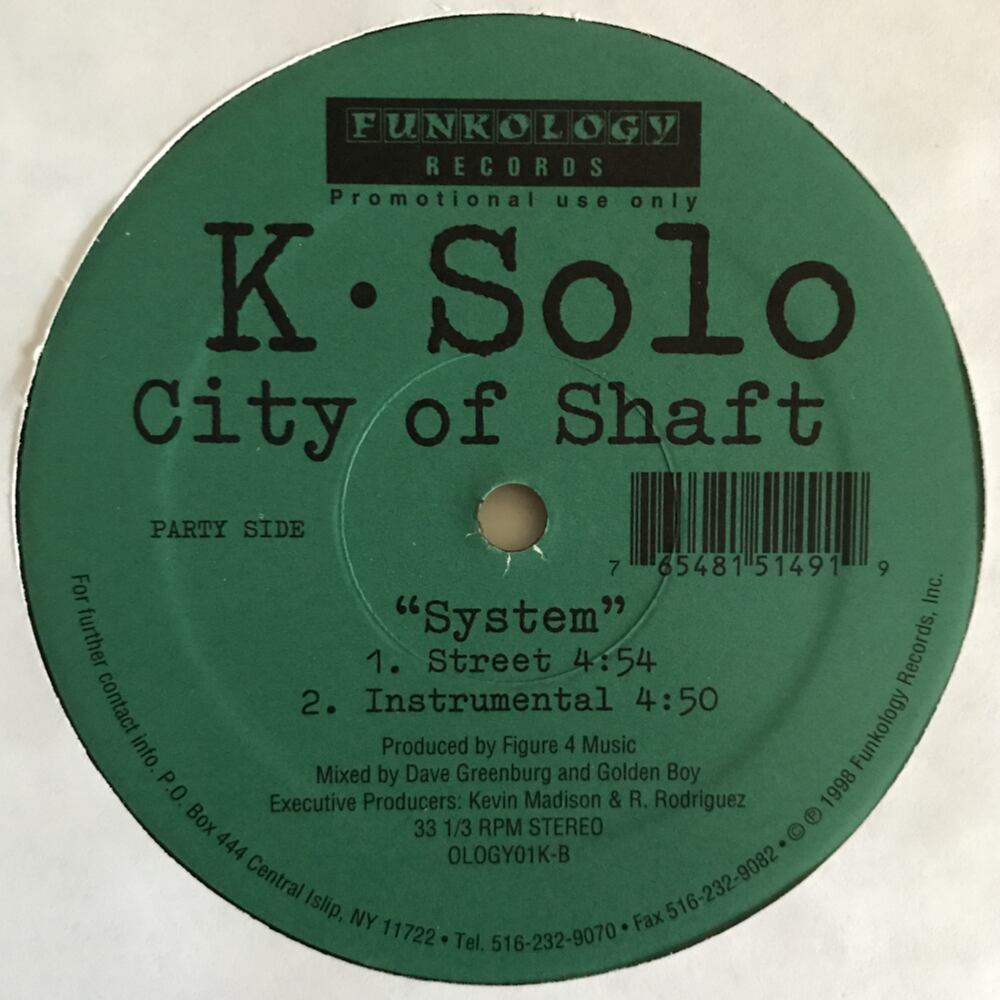 FUNKOLOGY
RECORDS
Promotional use only
K·Solo
City of Shaft
PARTY SIDE
7 65481 51491 9
“System”
1. Street 4:54
2. Instrumental 4:50
Produced by Figure 4 Music
Mixed by Dave Greenburg and Golden Boy
Executive Producers: Kevin Madison & R. Rodriguez
33 1/3 RPM STEREO
OLOGY01K-B
For further contact info. P.O. Box 444 Central Islip, NY 11722 • Tel. 516-232-9070 • Fax 516-232-9082 • © ℗ 1998 Funkology Records, Inc.